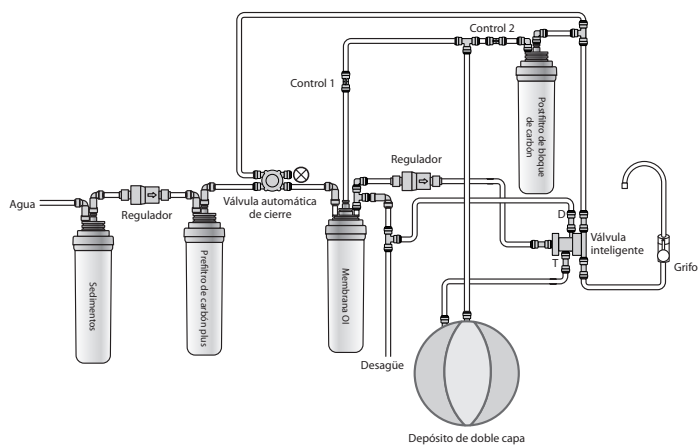 Control 2
Control 1
Postfiltro de bloque
de carbón
Regulador
Agua
Regulador
Válvula automática
de cierre
D
Válvula
inteligente
T
Grifo
Sedimentos
Prefiltro de carbón plus
Membrana OI
Desagüe
Depósito de doble capa